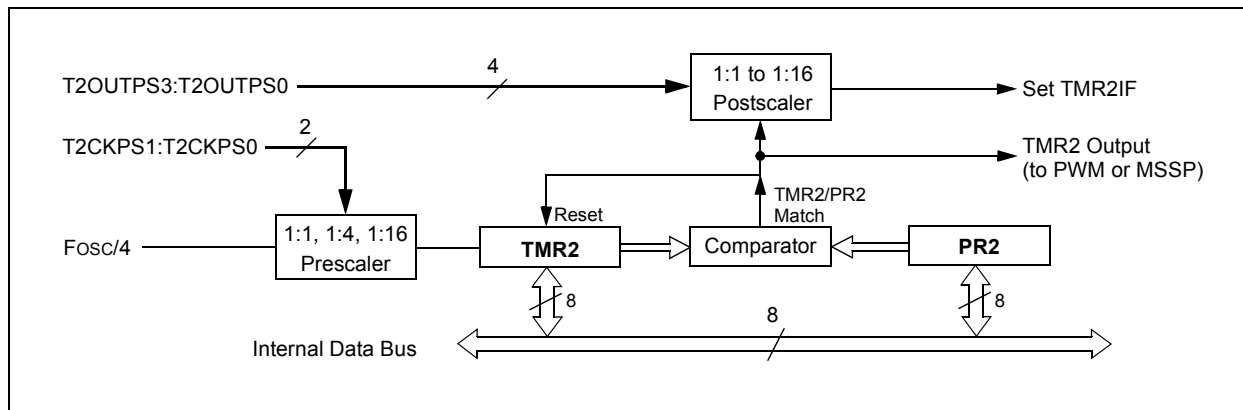 T2OUTPS3:T2OUTPS0
4
1:1 to 1:16
Postscaler
Set TMR2IF
T2CKPS1:T2CKPS0
2
TMR2 Output
(to PWM or MSSP)
TMR2/PR2
Match
Reset
FOSC/4
1:1, 1:4, 1:16
Prescaler
TMR2
Comparator
PR2
8
8
8
Internal Data Bus